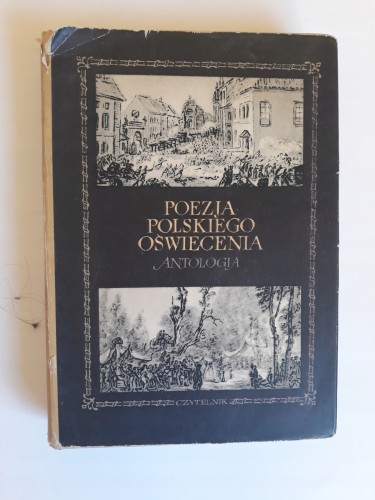 POEZJA
POLSKIEGO
OŚWIECENIA
ANTOLOGIA
CZYTELNIK